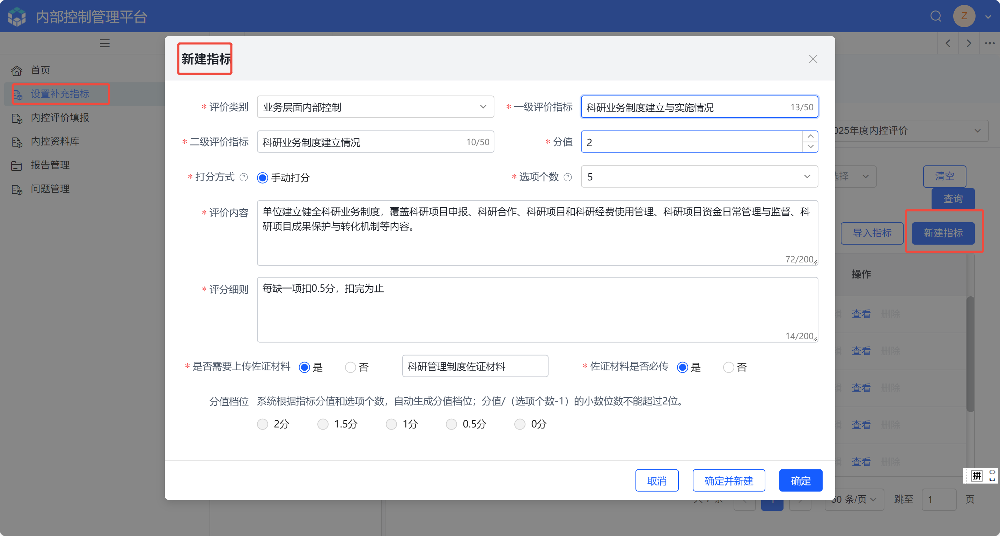 内部控制管理平台
Z
首页
设置补充指标
内控评价填报
内控资料库
报告管理
问题管理
新建指标
* 评价类别 业务层面内部控制
* 一级评价指标 科研业务制度建立与实施情况 13/50
* 二级评价指标 科研业务制度建立情况 10/50
* 分值 2
* 打分方式 ? 手动打分
* 选项个数 ? 5
* 评价内容
单位建立健全科研业务制度，覆盖科研项目申报、科研合作、科研项目和科研经费使用管理、科研项目资金日常管理与监督、科
研项目成果保护与转化机制等内容。
72/200
* 评分细则
每缺一项扣0.5分，扣完为止
14/200
* 是否需要上传佐证材料 是 否 科研管理制度佐证材料
* 佐证材料是否必传 是 否
分值档位 系统根据指标分值和选项个数，自动生成分值档位；分值/（选项个数-1）的小数位数不能超过2位。
2分 1.5分 1分 0.5分 0分
取消 确定并新建 确定
025年度内控评价
选择 清空
查询
导入指标 新建指标
操作
查看 删除
查看 删除
查看 删除
查看 删除
查看 删除
拼
1 50 条/页 跳至 1 页